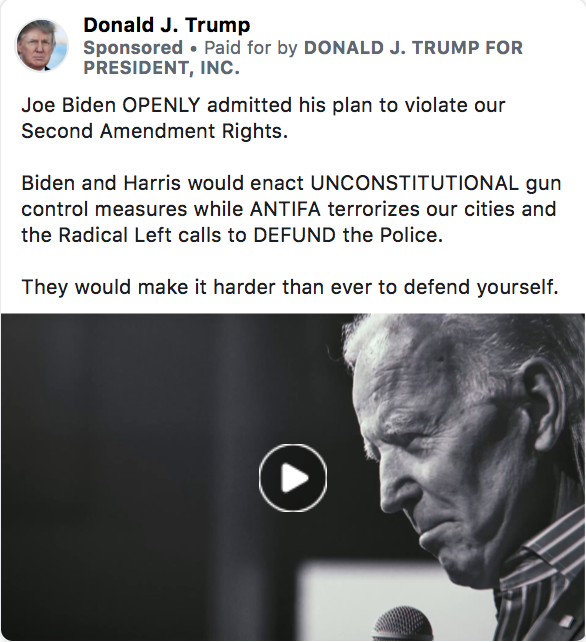 Donald J. Trump
Sponsored • Paid for by DONALD J. TRUMP FOR
PRESIDENT, INC.
Joe Biden OPENLY admitted his plan to violate our
Second Amendment Rights.
Biden and Harris would enact UNCONSTITUTIONAL gun
control measures while ANTIFA terrorizes our cities and
the Radical Left calls to DEFUND the Police.
They would make it harder than ever to defend yourself.